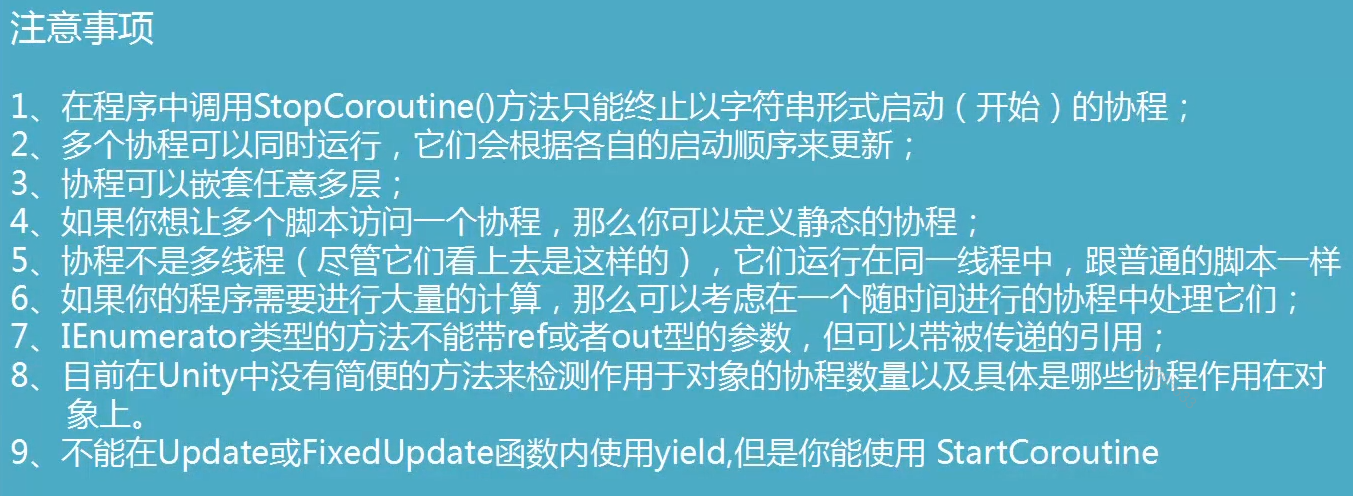 注意事项
1、在程序中调用StopCoroutine()方法只能终止以字符串形式启动（开始）的协程；
2、多个协程可以同时运行，它们会根据各自的启动顺序来更新；
3、协程可以嵌套任意多层；
4、如果你想让多个脚本访问一个协程，那么你可以定义静态的协程；
5、协程不是多线程（尽管它们看上去是这样的），它们运行在同一线程中，跟普通的脚本一样
6、如果你的程序需要进行大量的计算，那么可以考虑在一个随时间进行的协程中处理它们；
7、IEnumerator类型的方法不能带ref或者out型的参数，但可以带被传递的引用；
8、目前在Unity中没有简便的方法来检测作用于对象的协程数量以及具体是哪些协程作用在对
象上。
9、不能在Update或FixedUpdate函数内使用yield,但是你能使用 StartCoroutine